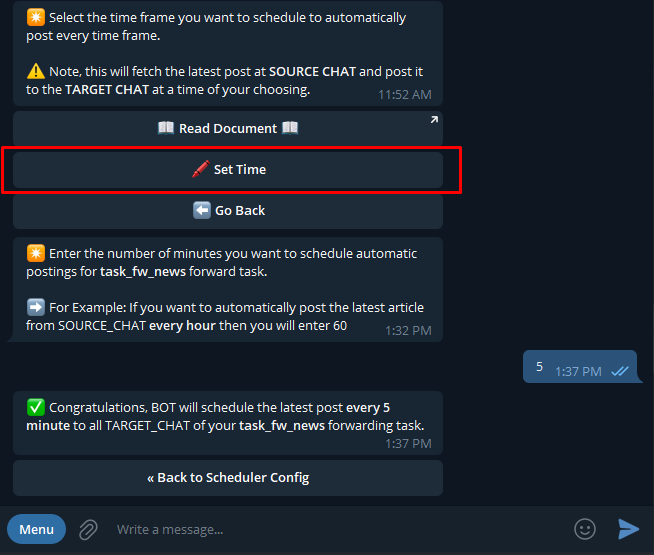 Select the time frame you want to schedule to automatically
post every time frame.
Note, this will fetch the latest post at SOURCE CHAT and post it
to the TARGET CHAT at a time of your choosing.
11:52 AM
Read Document
Set Time
Go Back
Enter the number of minutes you want to schedule automatic
postings for task_fw_news forward task.
For Example: If you want to automatically post the latest article
from SOURCE_CHAT every hour then you will enter 60
1:32 PM
5 1:37 PM
Congratulations, BOT will schedule the latest post every 5
minute to all TARGET_CHAT of your task_fw_news forwarding task.
1:37 PM
« Back to Scheduler Config
Menu
Write a message...